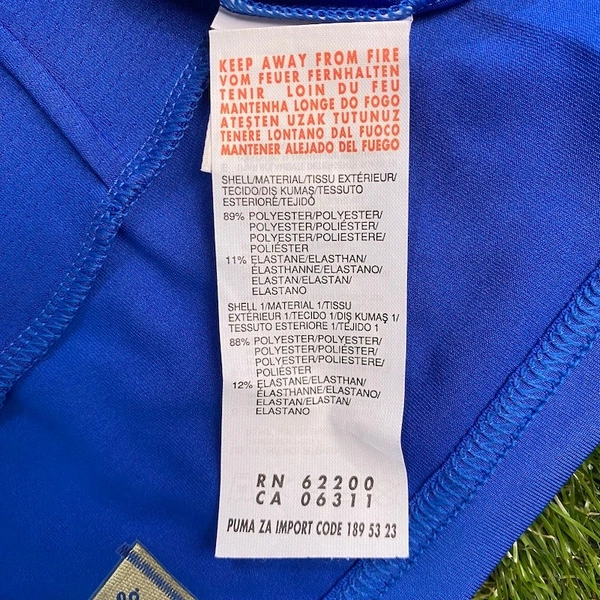 KEEP AWAY FROM FIRE
VOM FEUER FERNHALTEN
TENIR LOIN DU FEU
MANTENHA LONGE DO FOGO
ATEŞTEN UZAK TUTUNUZ
TENERE LONTANO DAL FUOCO
MANTENER ALEJADO DEL FUEGO
SHELL/MATERIAL/TISSU EXTÉRIEUR/
TECIDO/DIŞ KUMAŞ/TESSUTO
ESTERIORÉ/TEJIDO
89% POLYESTER/POLYESTER/
POLYESTER/POLIÉSTER/
POLYESTER/POLIESTERE/
POLIÉSTER
11% ELASTANE/ELASTHAN/
ÉLASTHANNE/ELASTANO/
ELASTAN/ELASTAN/
ELASTANO
SHELL 1/MATERIAL 1/TISSU
EXTÉRIEUR 1/TECIDO 1/DIŞ KUMAŞ 1/
TESSUTO ESTERIORE 1/TEJIDO 1
88% POLYESTER/POLYESTER/
POLYESTER/POLIÉSTER/
POLYESTER/POLIESTERE/
POLIÉSTER
12% ELASTANE/ELASTHAN/
ÉLASTHANNE/ELASTANO/
ELASTAN/ELASTAN/
ELASTANO
RN 62200
CA 06311
PUMA ZA IMPORT CODE 189 53 23